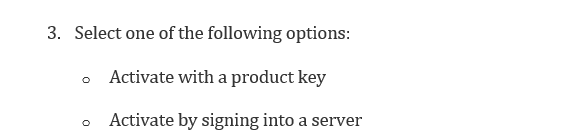 3. Select one of the following options:
o Activate with a product key
o Activate by signing into a server